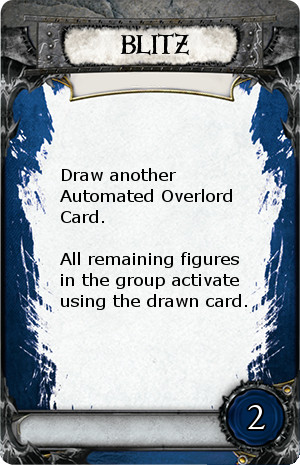 BLITZ
Draw another
Automated Overlord
Card.
All remaining figures
in the group activate
using the drawn card.
2